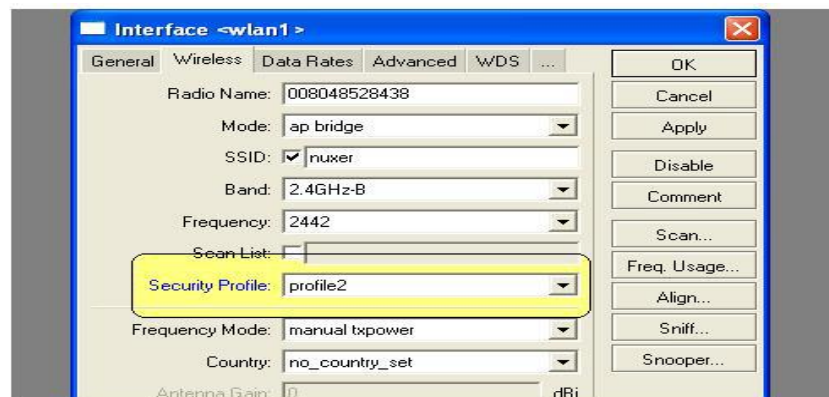 Interface <wlan1>
General Wireless Data Rates Advanced WDS ...
Radio Name: 008048528438
Mode: ap bridge
SSID: nuxer
Band: 2.4GHz-B
Frequency: 2442
Scan List:
Security Profile: profile2
Frequency Mode: manual txpower
Country: no_country_set
Antenna Gain: 0 dBi
OK
Cancel
Apply
Disable
Comment
Scan...
Freq. Usage...
Align...
Sniff...
Snooper...